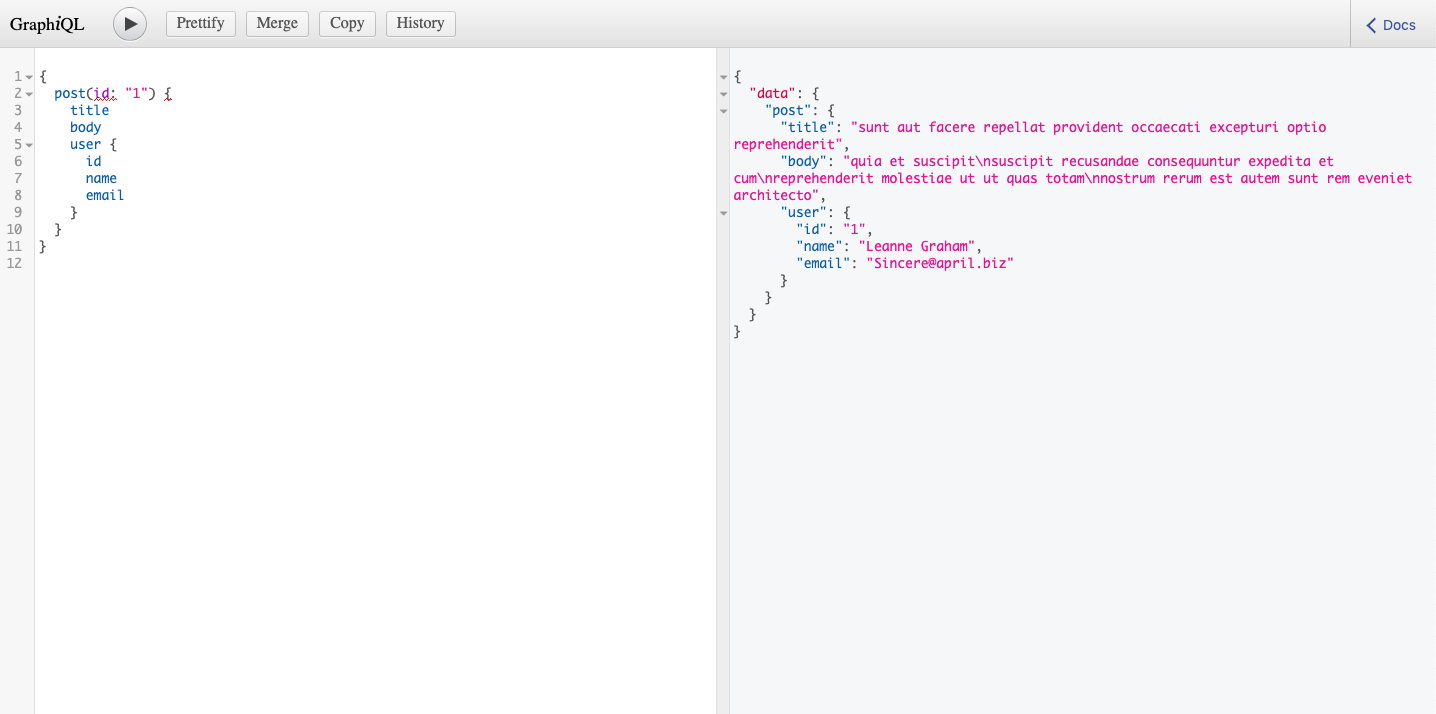 GraphiQL Prettify Merge Copy History Docs
1 {
2 post(id: "1") {
3 title
4 body
5 user {
6 id
7 name
8 email
9 }
10 }
11 }
12
{
"data": {
"post": {
"title": "sunt aut facere repellat provident occaecati excepturi optio
reprehenderit",
"body": "quia et suscipit\nsuscipit recusandae consequuntur expedita et
cum\nreprehenderit molestiae ut ut quas totam\nnostrum rerum est autem sunt rem eveniet
architecto",
"user": {
"id": "1",
"name": "Leanne Graham",
"email": "Sincere@april.biz"
}
}
}
}